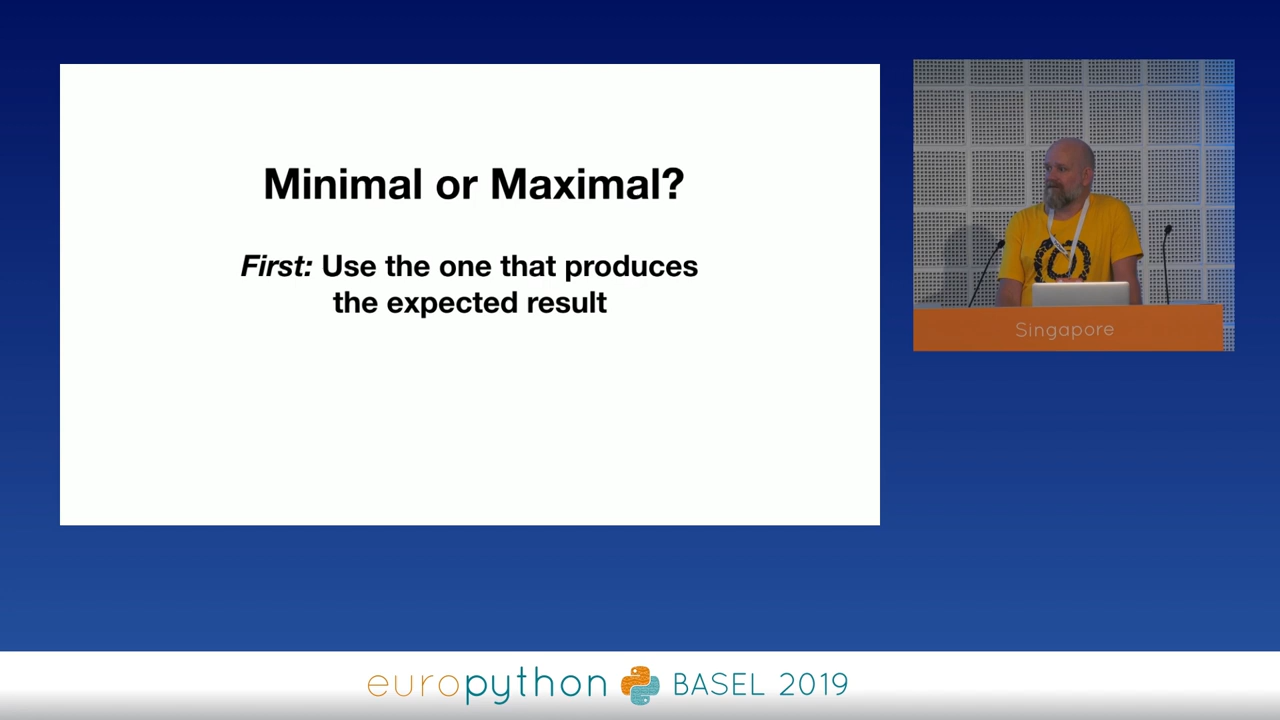 Minimal or Maximal?
First: Use the one that produces
the expected result
Singapore
europython BASEL 2019